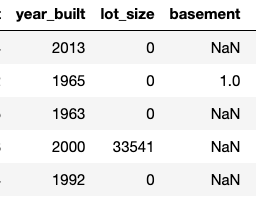 year_built lot_size basement
2013 0 NaN
1965 0 1.0
1963 0 NaN
2000 33541 NaN
1992 0 NaN